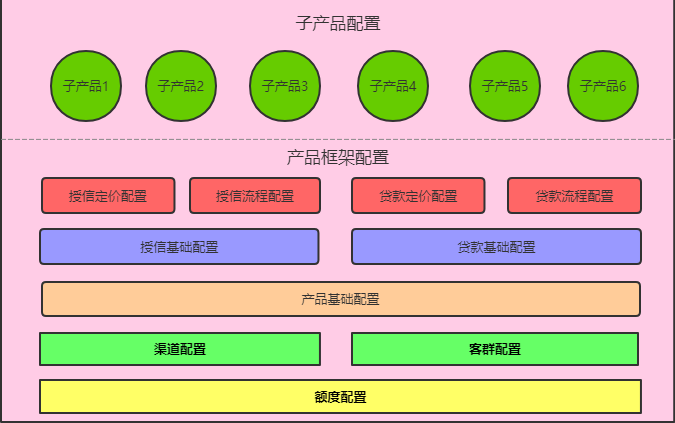 子产品配置
子产品1 子产品2 子产品3 子产品4 子产品5 子产品6
产品框架配置
授信定价配置 授信流程配置 贷款定价配置 贷款流程配置
授信基础配置 贷款基础配置
产品基础配置
渠道配置 客群配置
额度配置